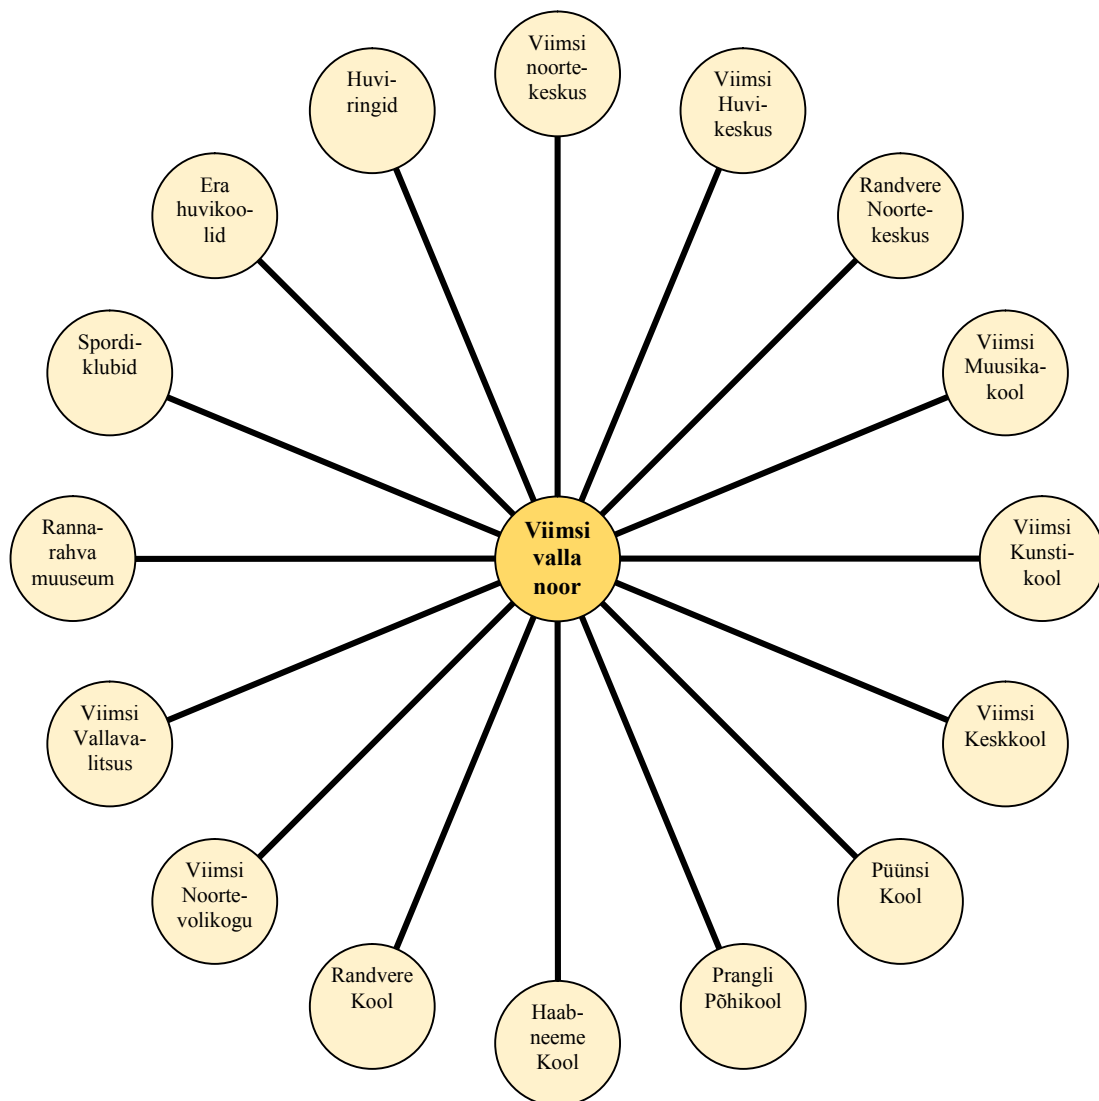 Viimsi
noorte-
keskus
Viimsi
Huvi-
keskus
Randvere
Noorte-
keskus
Viimsi
Muusika-
kool
Viimsi
Kunsti-
kool
Viimsi
Keskkool
Püünsi
Kool
Prangli
Põhikool
Haab-
neeme
Kool
Randvere
Kool
Viimsi
Noorte-
volikogu
Viimsi
Vallava-
litsus
Ranna-
rahva
muuseum
Spordi-
klubid
Era
huvikoo-
lid
Huvi-
ringid
Viimsi
valla
noor